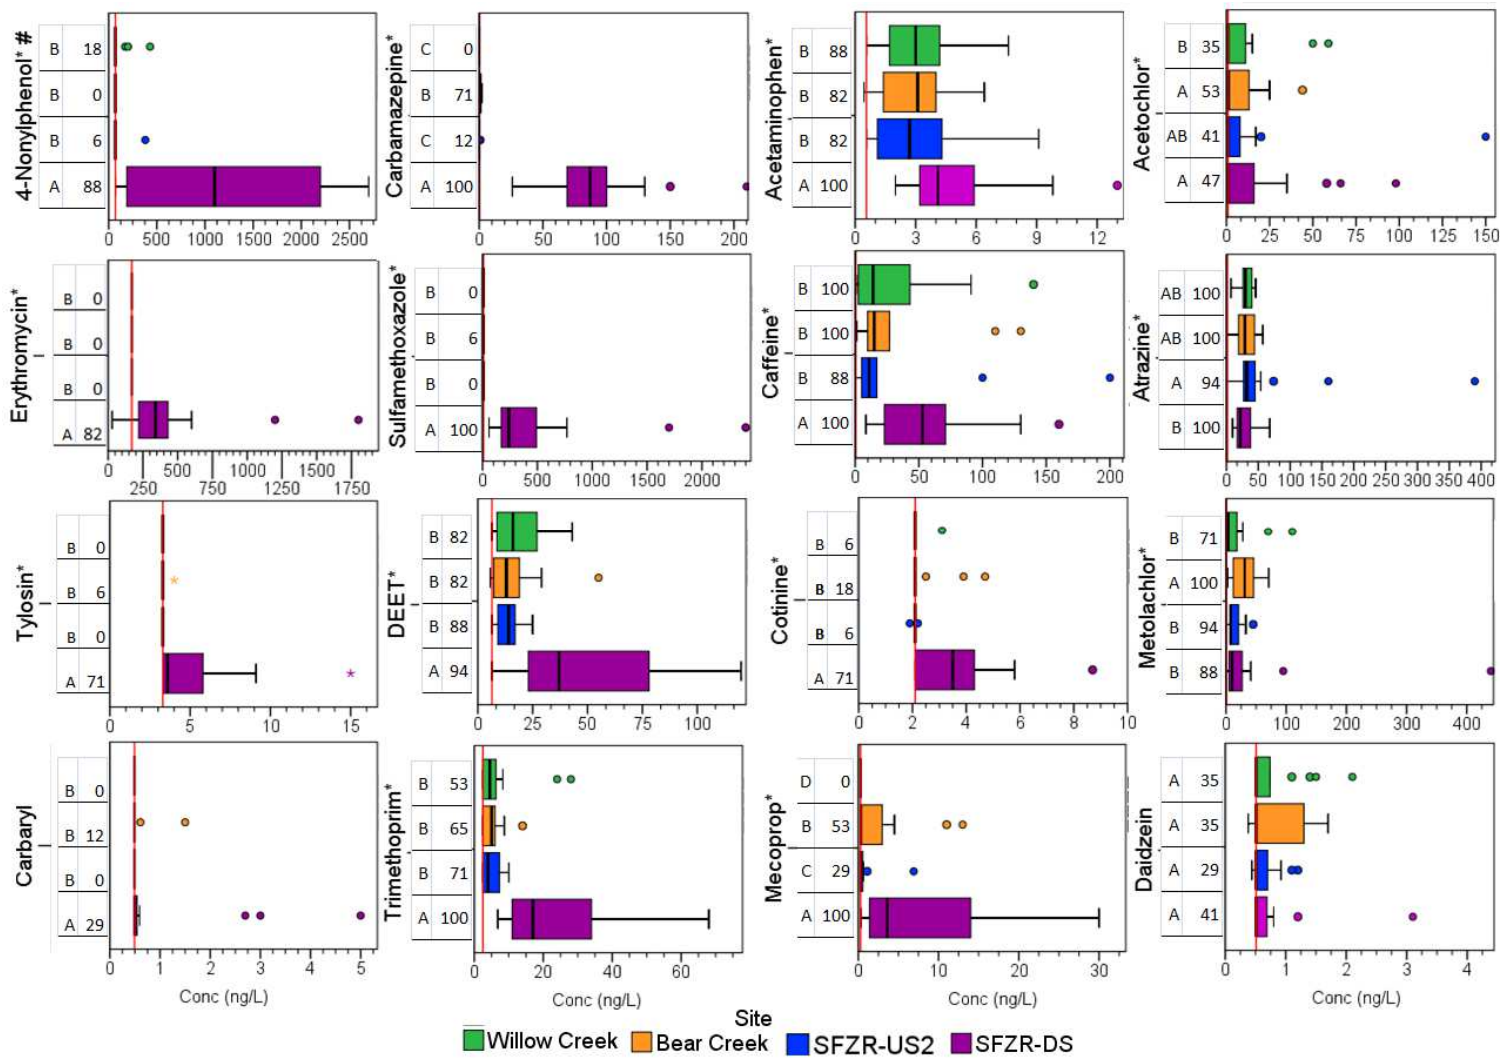 4-Nonylphenol* #
B 18
B 0
B 6
A 88
0 500 1000 1500 2000 2500
Carbamazepine*
C 0
B 71
C 12
A 100
0 50 100 150 200
Acetaminophen*
B 88
B 82
B 82
A 100
0 3 6 9 12
Acetochlor*
B 35
A 53
AB 41
A 47
0 25 50 75 100 125 150
Erythromycin*
B 0
B 0
B 0
A 82
0 500 1000 1500
250 750 1250 1750
Sulfamethoxazole*
B 0
B 6
B 0
A 100
0 500 1000 1500 2000
Caffeine*
B 100
B 100
B 88
A 100
0 50 100 150 200
Atrazine*
AB 100
AB 100
A 94
B 100
0 50 100 150 200 250 300 350 400
Tylosin*
B 0
B 6
B 0
A 71
0 5 10 15
DEET*
B 82
B 82
B 88
A 94
0 25 50 75 100
Cotinine*
B 6
B 18
B 6
A 71
0 2 4 6 8 10
Metolachlor*
B 71
A 100
B 94
B 88
0 100 200 300 400
Carbaryl
B 0
B 12
B 0
A 29
0 1 2 3 4 5
Conc (ng/L)
Trimethoprim*
B 53
B 65
B 71
A 100
0 20 40 60
Conc (ng/L)
Mecoprop*
D 0
B 53
C 29
A 100
0 10 20 30
Conc (ng/L)
Daidzein
A 35
A 35
A 29
A 41
0 1 2 3 4
Conc (ng/L)
Site
Willow Creek Bear Creek SFZR-US2 SFZR-DS